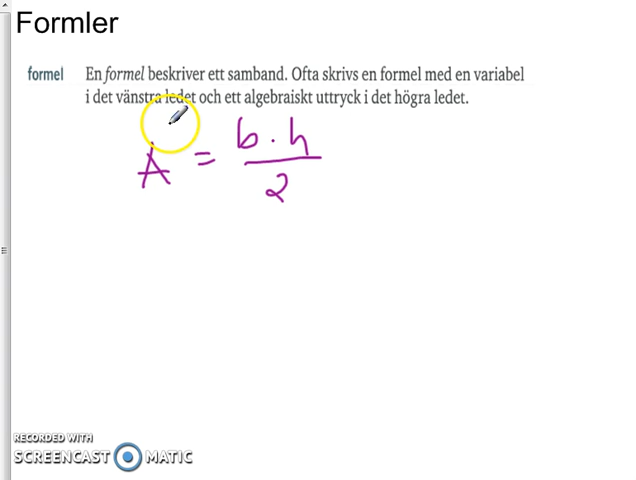 Formler
formel En formel beskriver ett samband. Ofta skrivs en formel med en variabel
i det vänstra ledet och ett algebraiskt uttryck i det högra ledet.
A = b · h / 2
RECORDED WITH
SCREENCAST MATIC